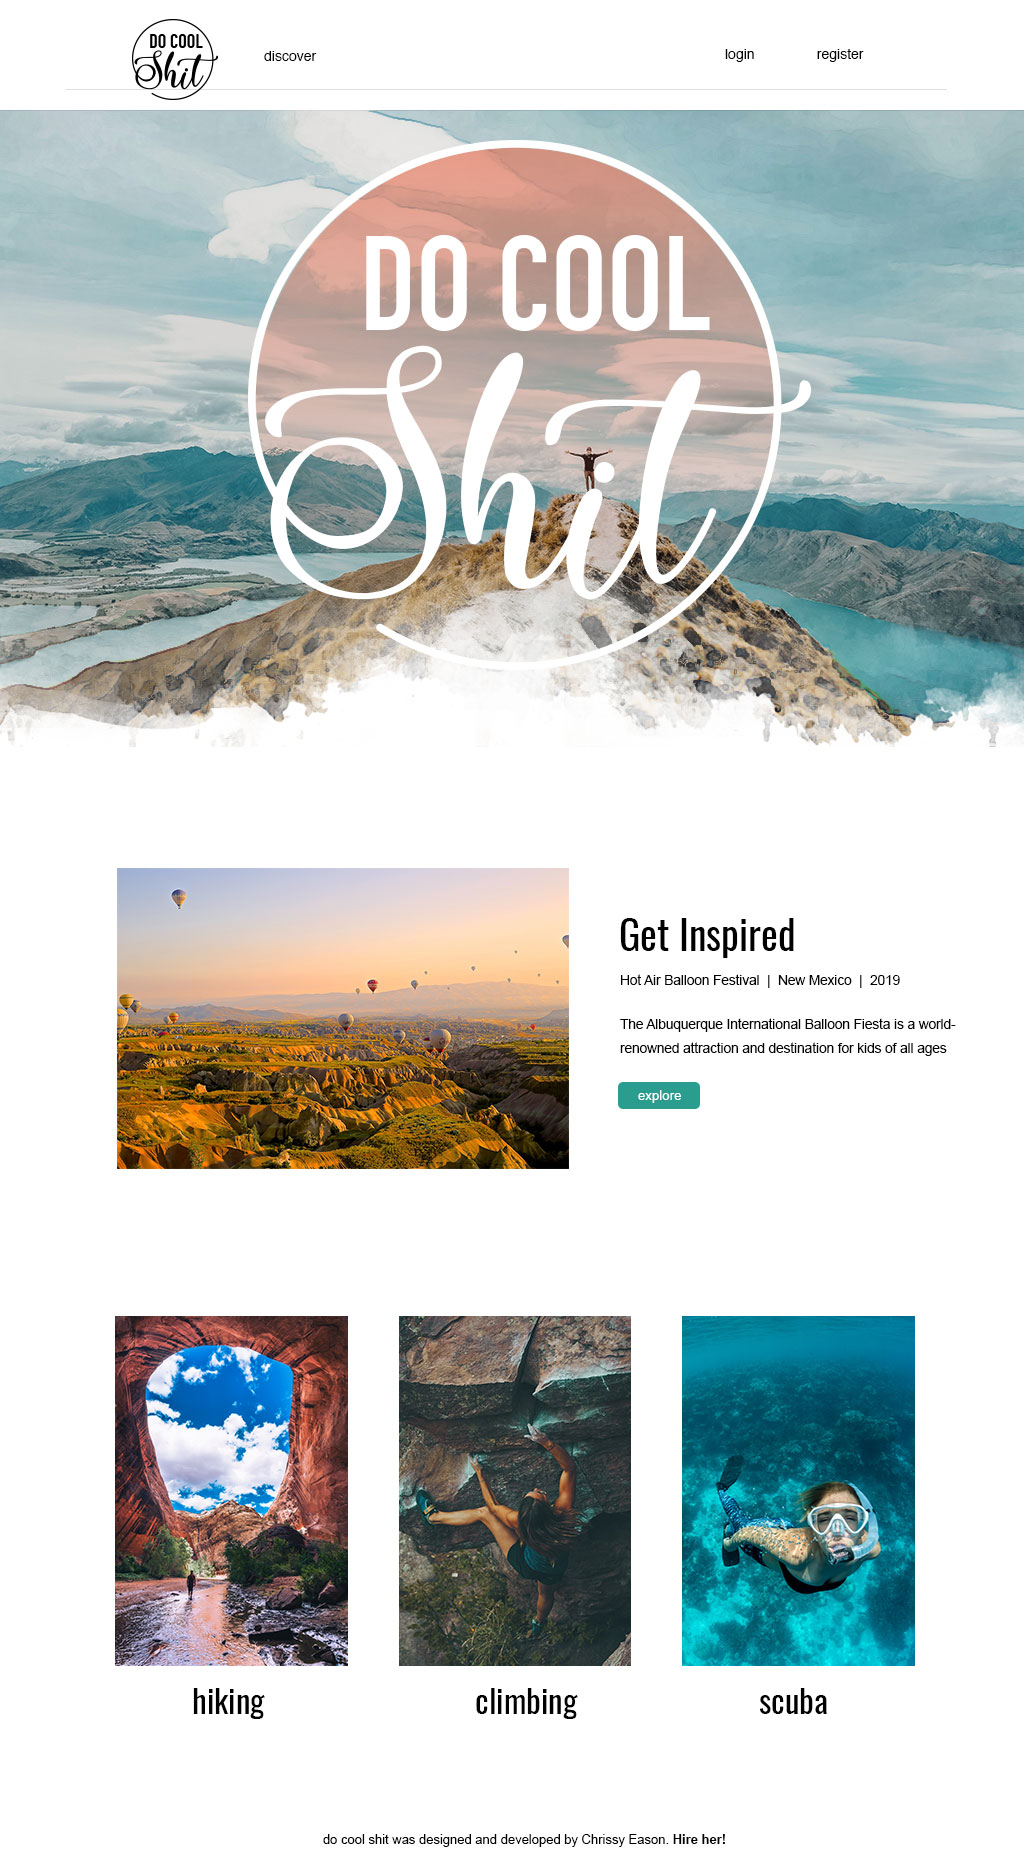 DO COOL
Shit
discover
login
register
DO COOL
Shit
Get Inspired
Hot Air Balloon Festival | New Mexico | 2019
The Albuquerque International Balloon Fiesta is a world-
renowned attraction and destination for kids of all ages
explore
hiking
climbing
scuba
do cool shit was designed and developed by Chrissy Eason. Hire her!